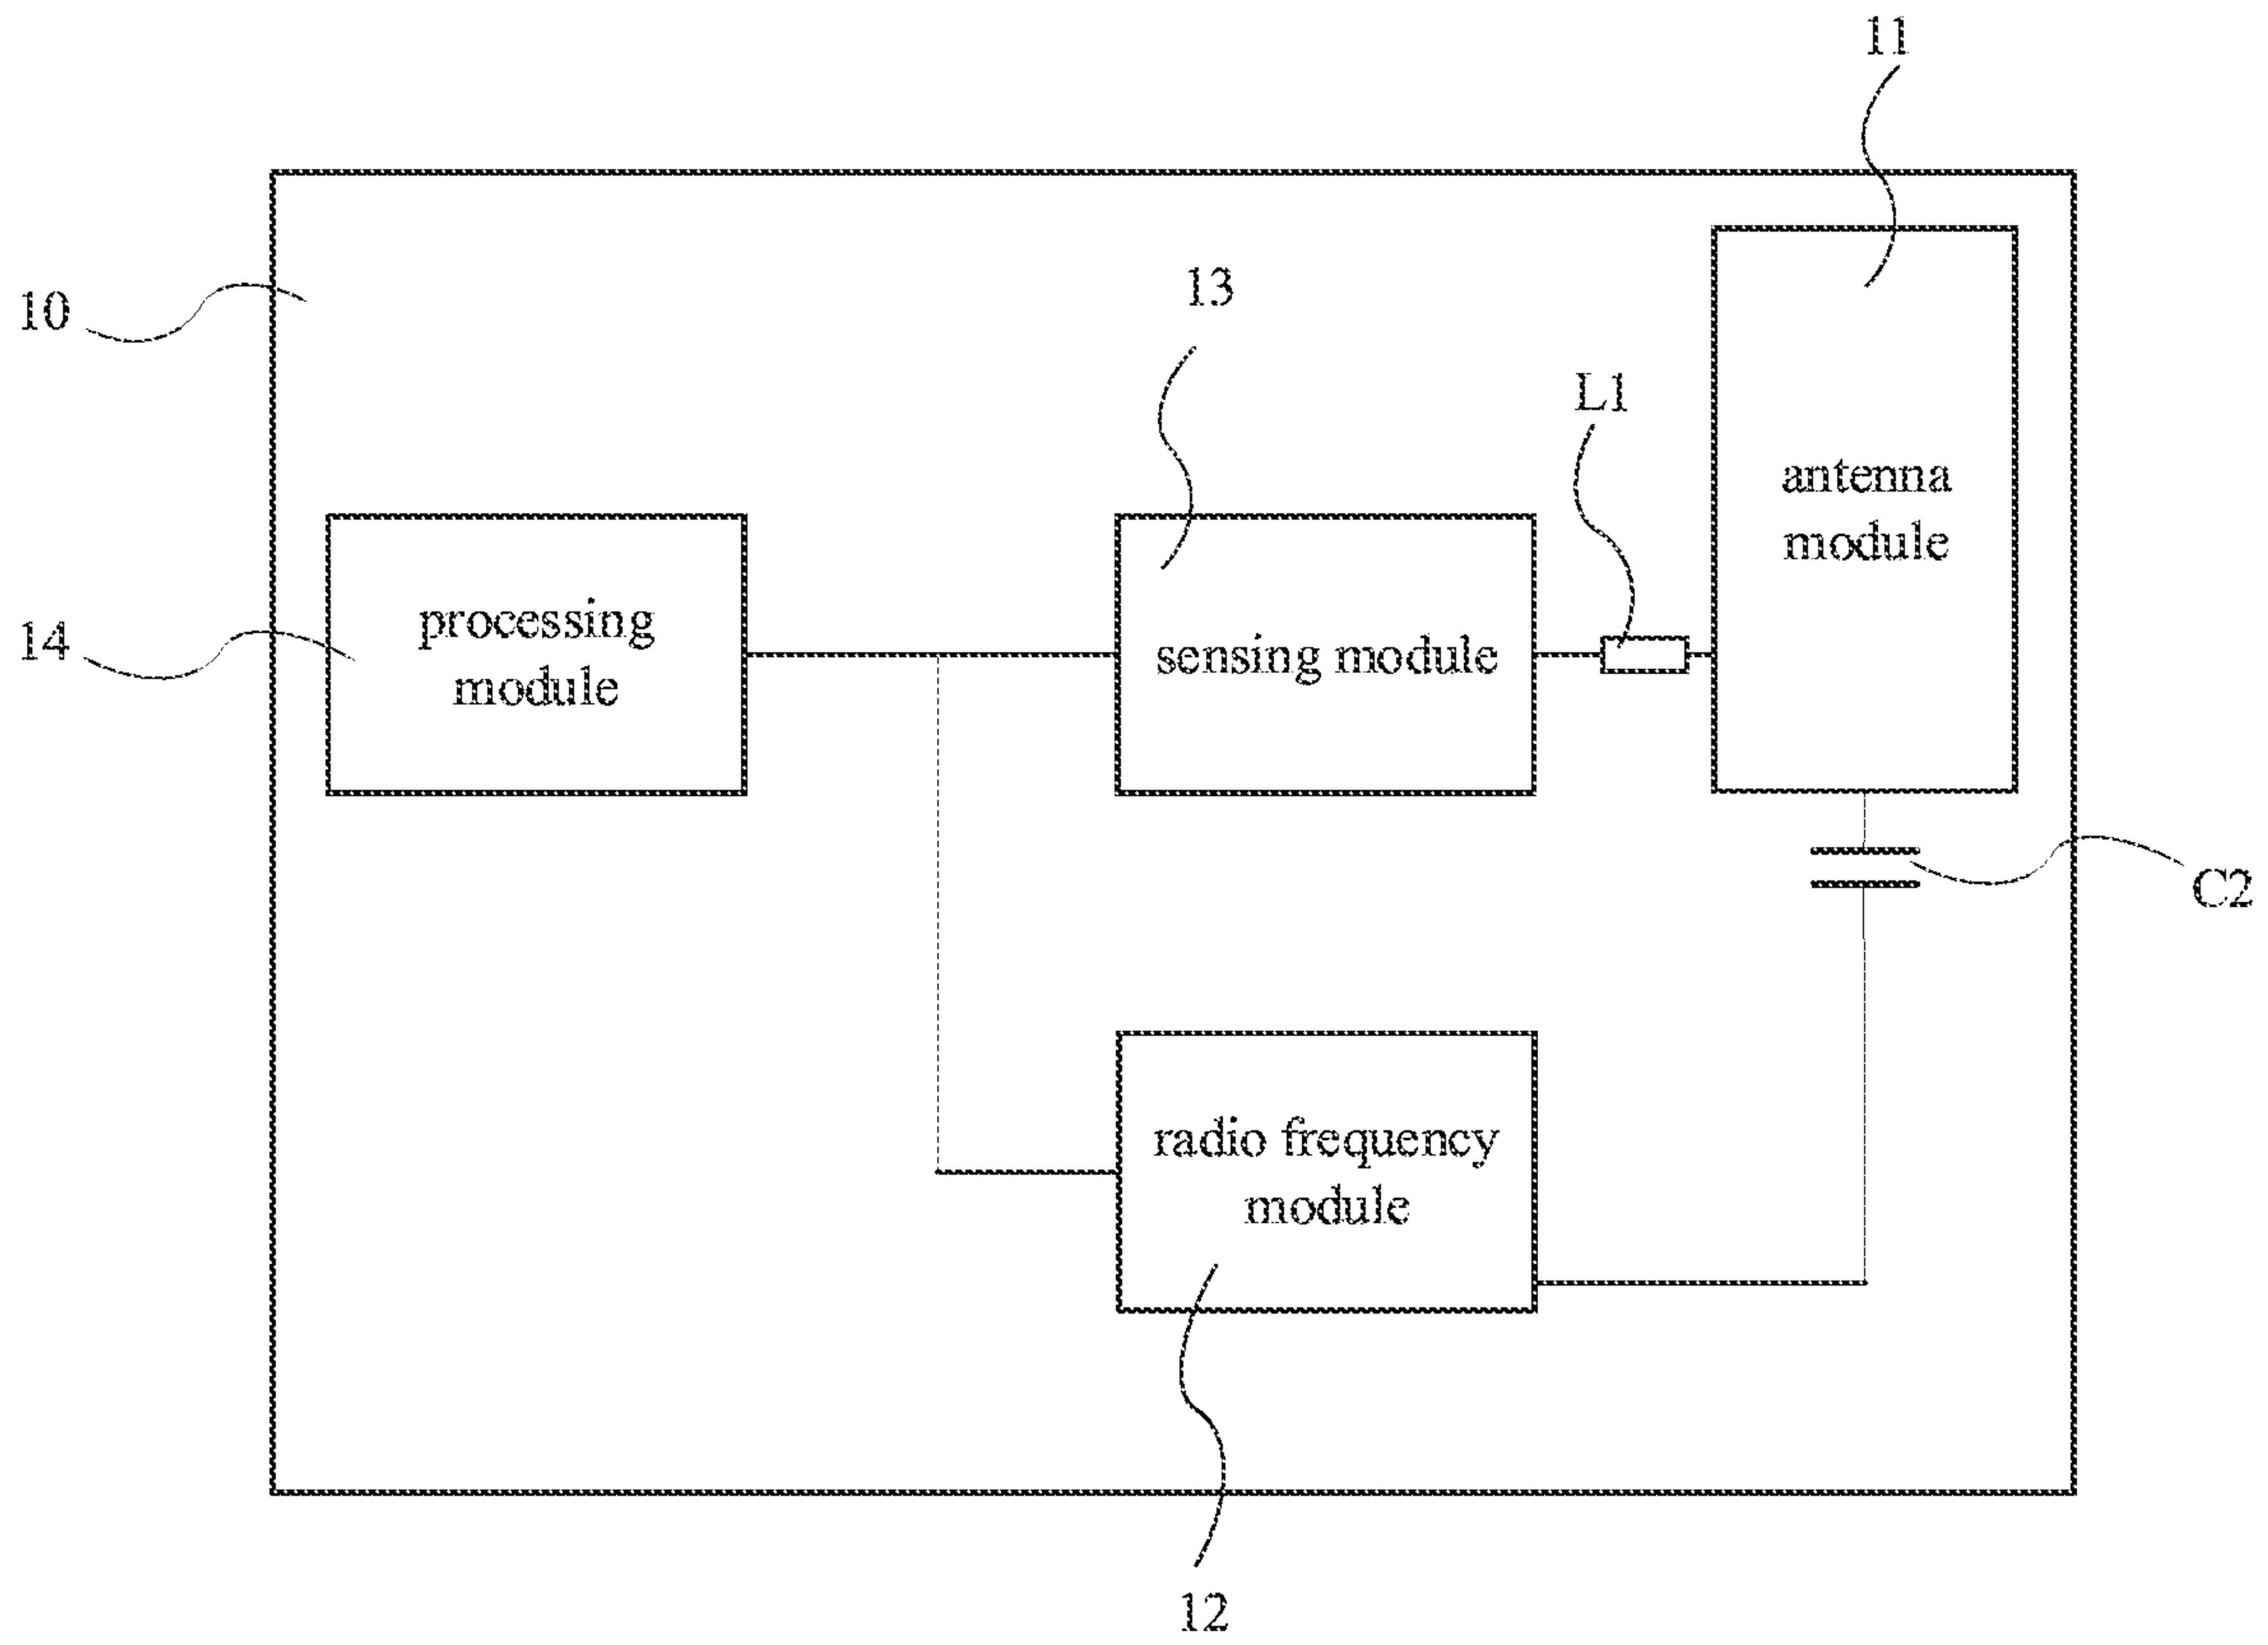 11
10
13
L1
antenna
module
14
processing
module
sensing module
C2
radio frequency
module
12